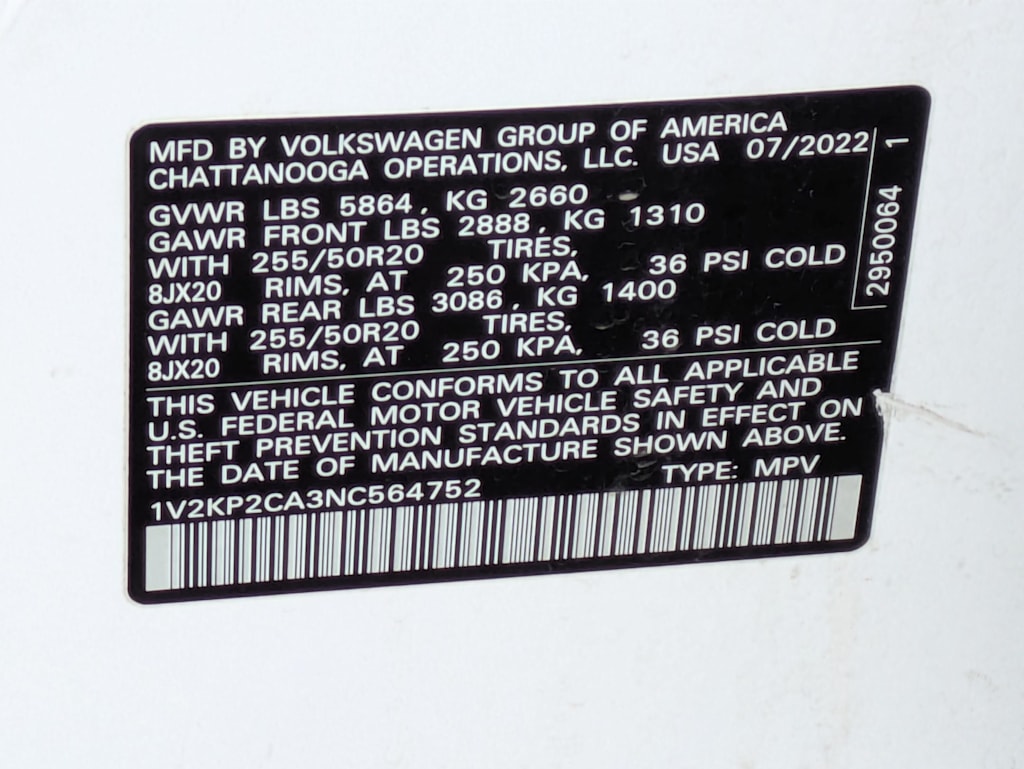 MFD BY VOLKSWAGEN GROUP OF AMERICA
CHATTANOOGA OPERATIONS, LLC. USA 07/2022
GVWR LBS 5864, KG 2660
GAWR FRONT LBS 2888, KG 1310
WITH 255/50R20 TIRES,
8JX20 RIMS, AT 250 KPA, 36 PSI COLD
GAWR REAR LBS 3086, KG 1400
WITH 255/50R20 TIRES,
8JX20 RIMS, AT 250 KPA, 36 PSI COLD
THIS VEHICLE CONFORMS TO ALL APPLICABLE
U.S. FEDERAL MOTOR VEHICLE SAFETY AND
THEFT PREVENTION STANDARDS IN EFFECT ON
THE DATE OF MANUFACTURE SHOWN ABOVE.
1V2KP2CA3NC564752 TYPE: MPV
2950064 1